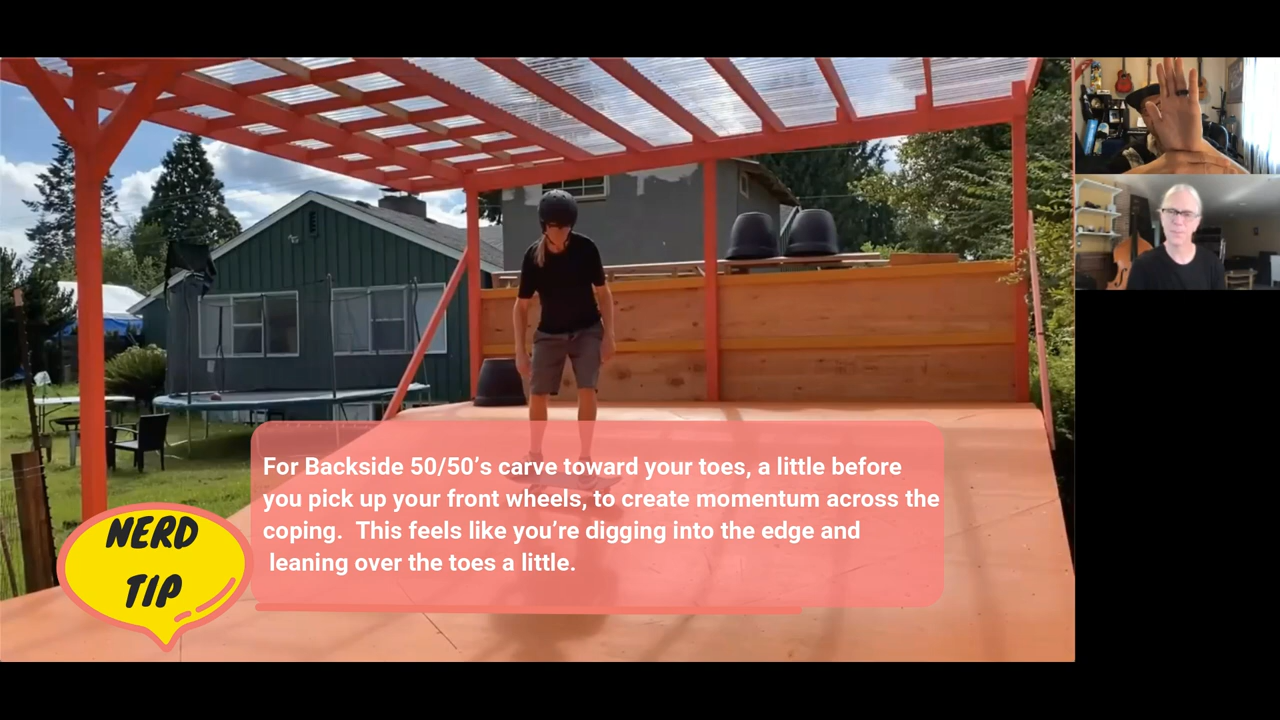 For Backside 50/50’s carve toward your toes, a little before
you pick up your front wheels, to create momentum across the
coping.  This feels like you’re digging into the edge and
leaning over the toes a little.
NERD
TIP